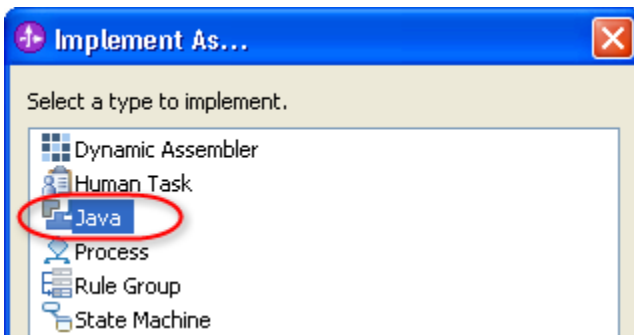 Implement As...
Select a type to implement.
Dynamic Assembler
Human Task
Java
Process
Rule Group
State Machine